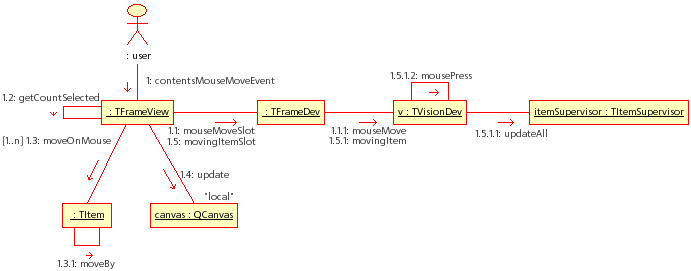 : user
1: contentsMouseMoveEvent
1.5.1.2: mousePress
1.2: getCountSelected
: TFrameView
: TFrameDev
v : TVisionDev
itemSupervisor : TItemSupervisor
1.1: mouseMoveSlot
1.5: movingItemSlot
1.1.1: mouseMove
1.5.1: movingItem
1.5.1.1: updateAll
[1..n] 1.3: moveOnMouse
1.4: update
"local"
: TItem
canvas : QCanvas
1.3.1: moveBy